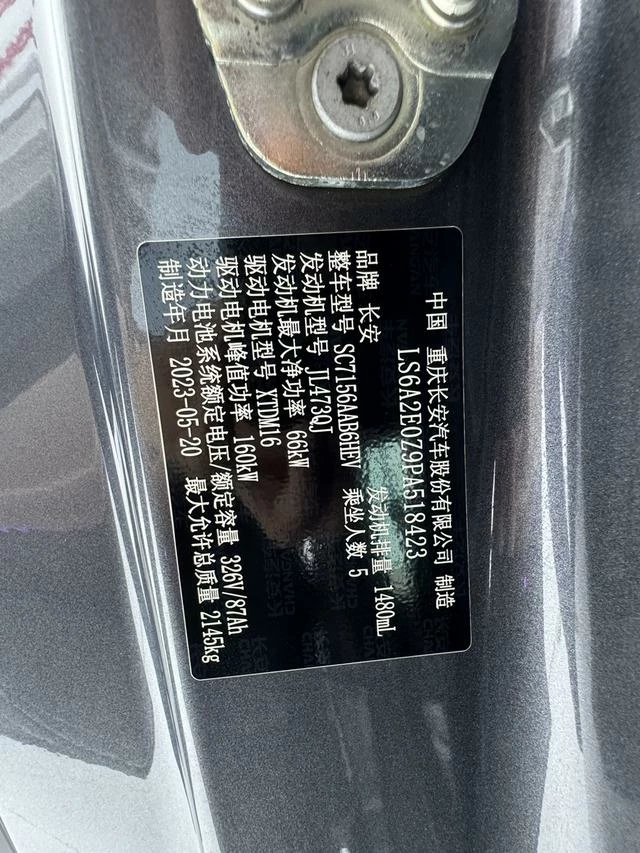 中国 重庆长安汽车股份有限公司 制造
LS6A2E0Z9PA518423
品牌 长安 发动机排量 1480mL
整车型号 SC7156AAB6HEV 乘坐人数 5
发动机型号 JL473QJ
发动机最大净功率 66kW
驱动电机型号 XTDM16
驱动电机峰值功率 160kW
动力电池系统额定电压/额定容量 326V/87Ah
制造年月 2023-05-20 最大允许总质量 2145kg